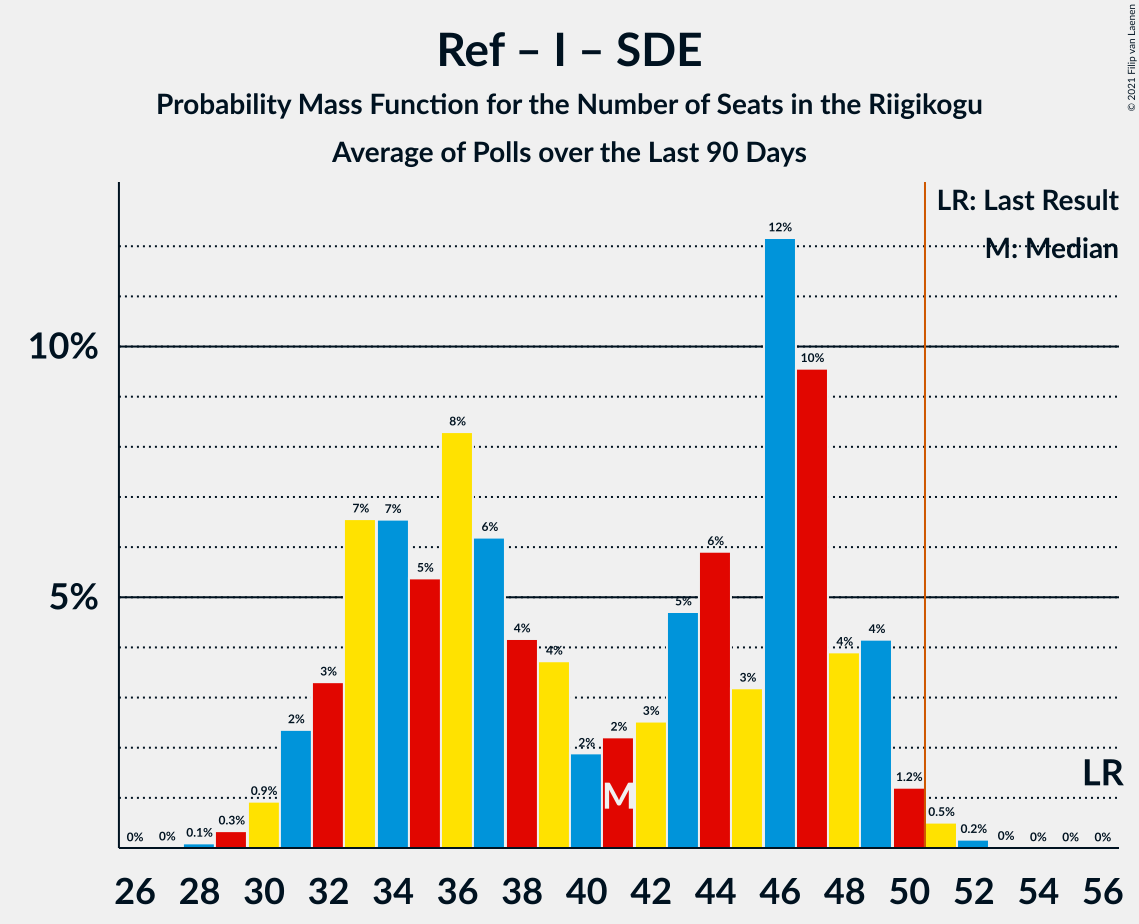 Ref – I – SDE
Probability Mass Function for the Number of Seats in the Riigikogu
Average of Polls over the Last 90 Days
© 2021 Filip van Laenen
LR: Last Result
M: Median
10%
5%
0% 0% 0.1% 0.3% 0.9% 2% 3% 7% 7% 5% 8% 6% 4% 4% 2% 2% 3% 5% 6% 3% 12% 10% 4% 4% 1.2% 0.5% 0.2% 0% 0% 0% 0%
M
LR
26 28 30 32 34 36 38 40 42 44 46 48 50 52 54 56